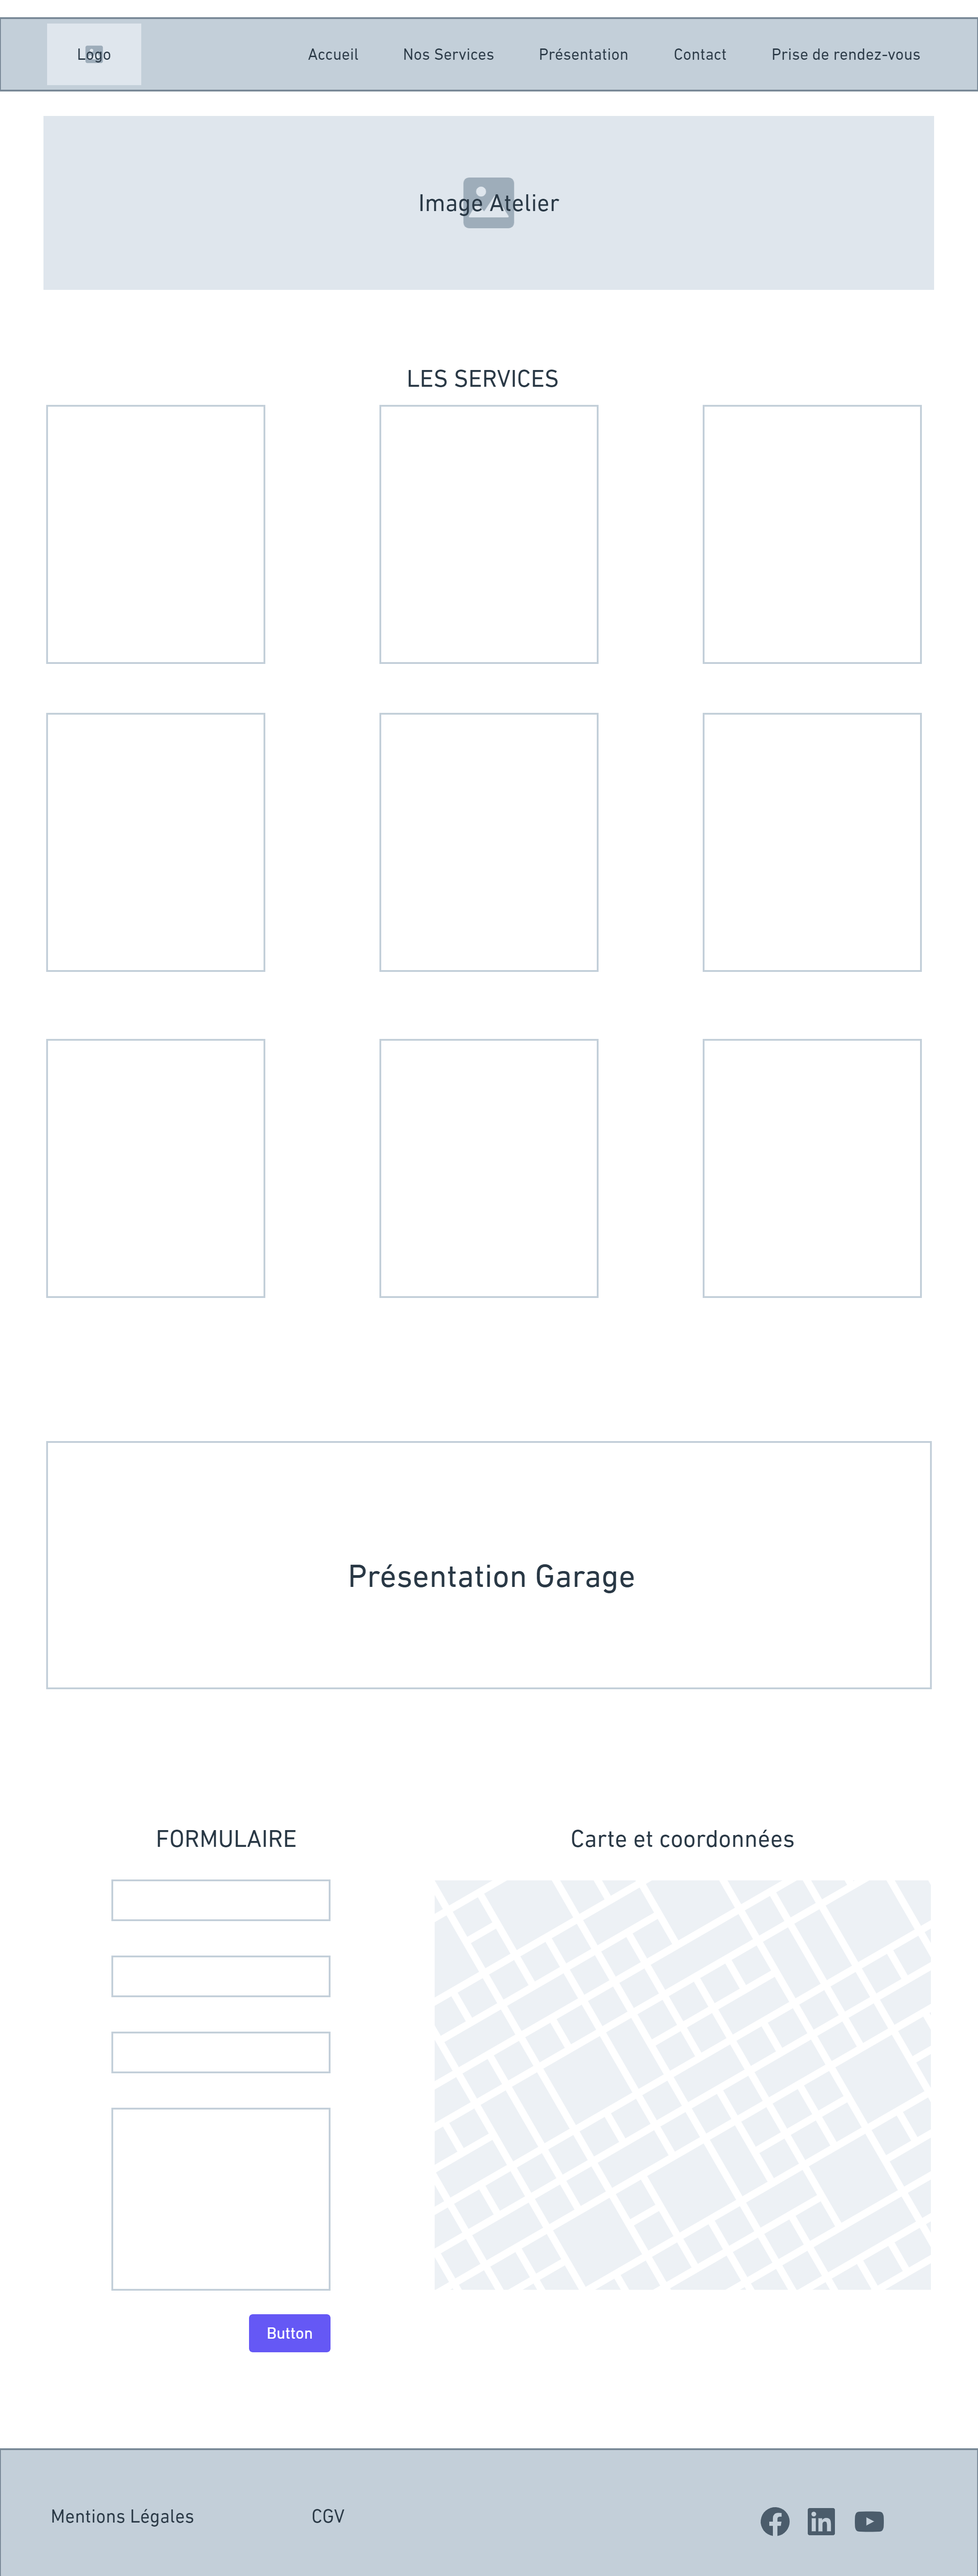 Logo
Accueil
Nos Services
Présentation
Contact
Prise de rendez-vous
Image Atelier
LES SERVICES
Présentation Garage
FORMULAIRE
Carte et coordonnées
Button
Mentions Légales
CGV